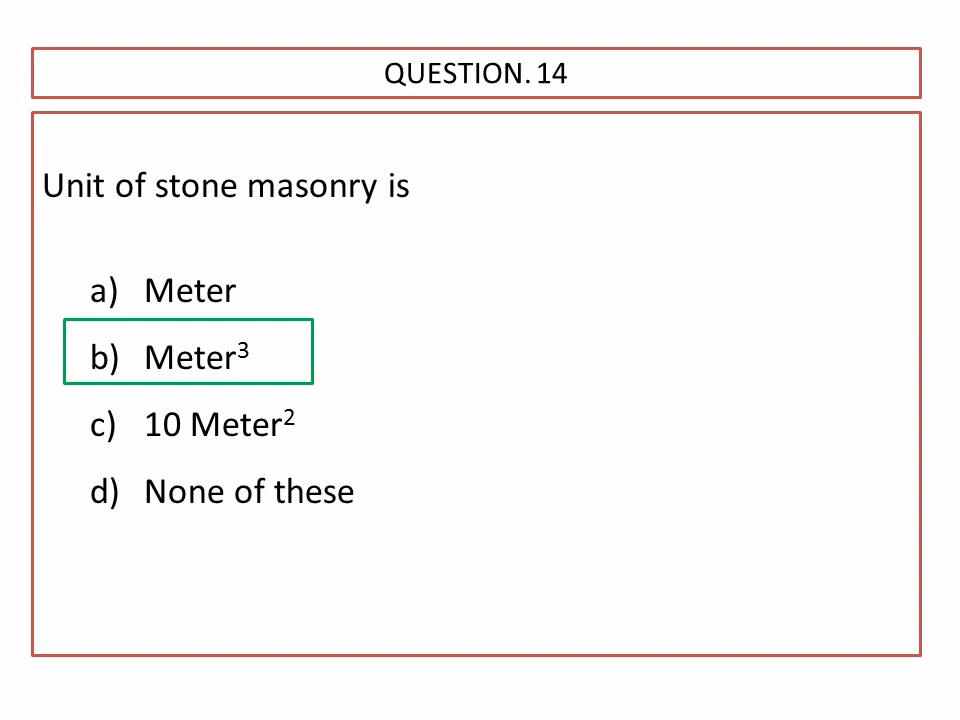 QUESTION. 14
Unit of stone masonry is
a) Meter
b) Meter³
c) 10 Meter²
d) None of these